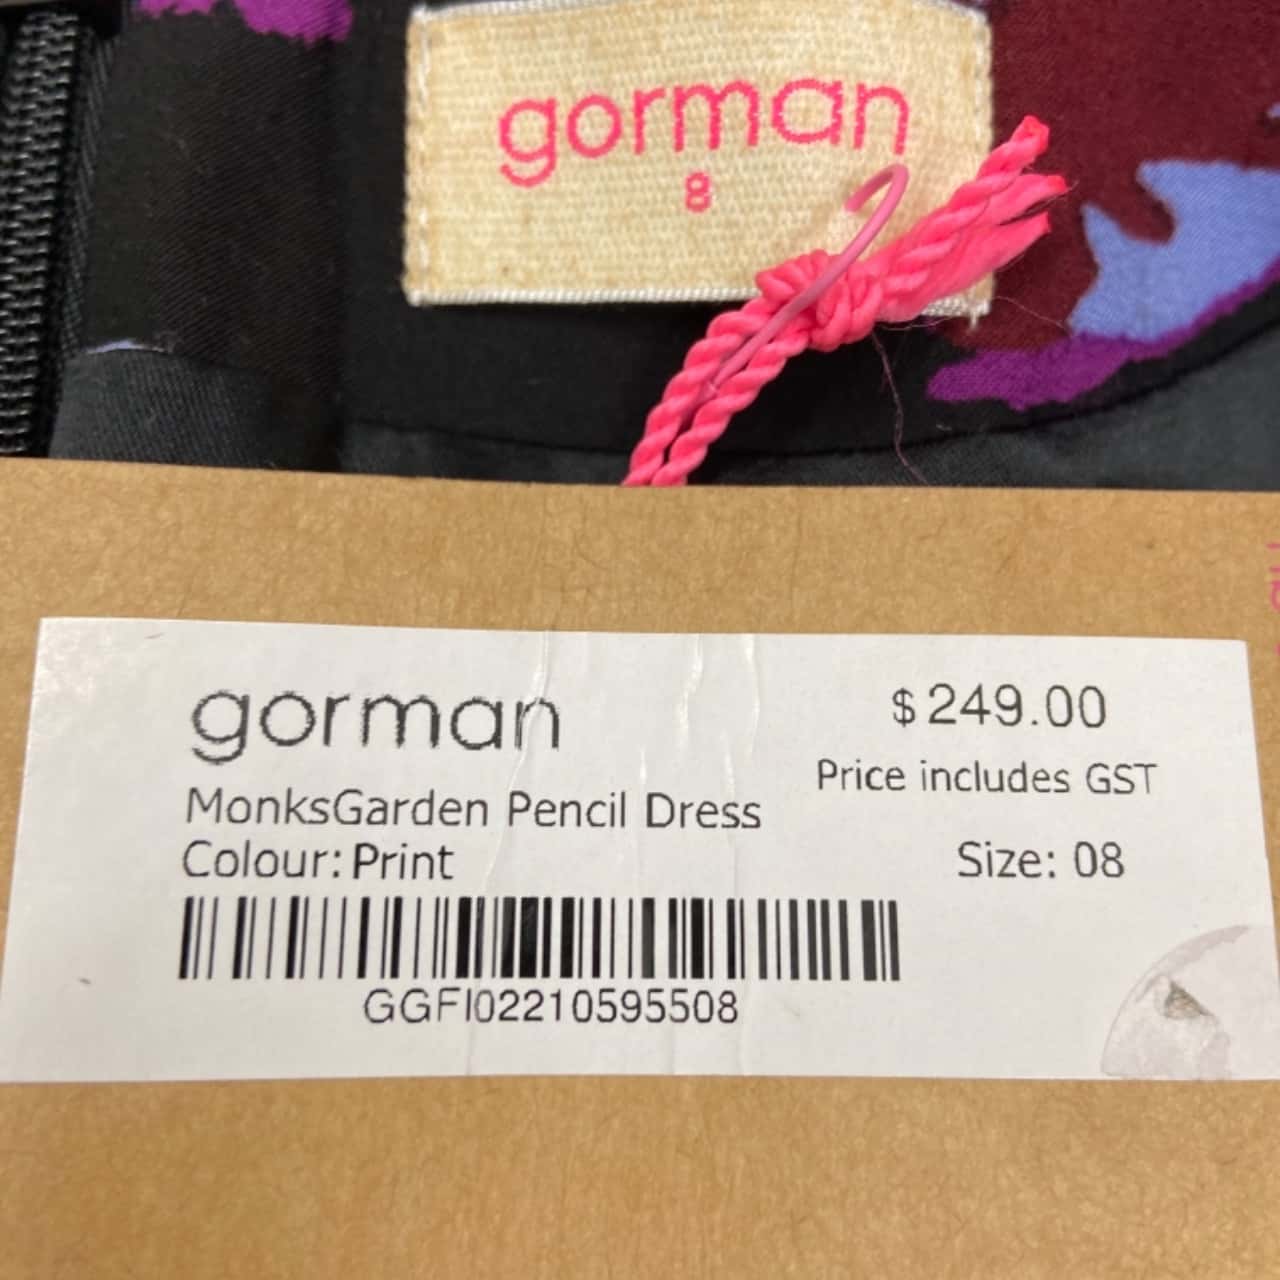 gorman
8
gorman
$249.00
Price includes GST
MonksGarden Pencil Dress
Colour: Print
Size: 08
GGFI02210595508